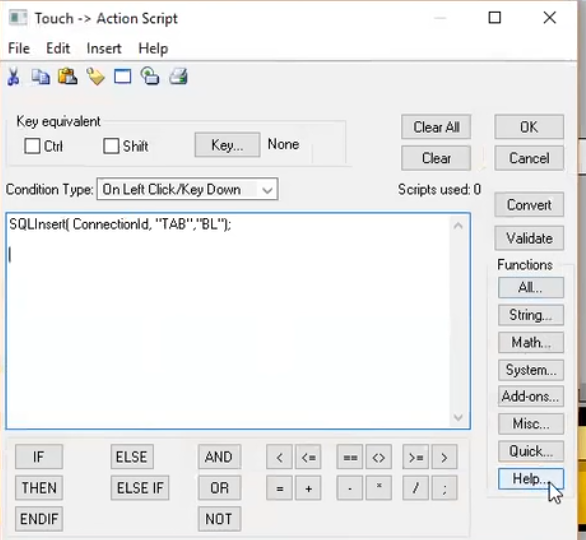 Touch -> Action Script
File Edit Insert Help
Key equivalent
Ctrl Shift Key... None
Clear All OK
Clear Cancel
Condition Type: On Left Click/Key Down Scripts used: 0
Convert
SQLInsert( ConnectionId, "TAB","BL");
Validate
Functions
All...
String...
Math...
System...
Add-ons...
Misc...
Quick...
Help...
IF ELSE AND < <= == <> >= >
THEN ELSE IF OR = + - * / ;
ENDIF NOT